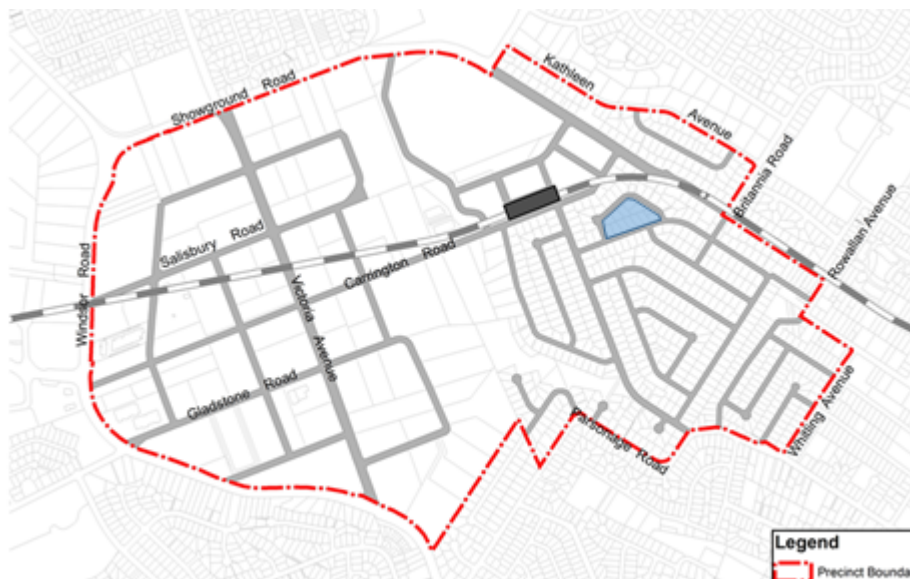 Kathleen
Avenue
Showground Road
Britannia Road
Rowallan Avenue
Salisbury Road
Windsor Road
Carrington Road
Victoria Avenue
Gladstone Road
Parsonage Road
Whitling Avenue
Legend
Precinct Bounda